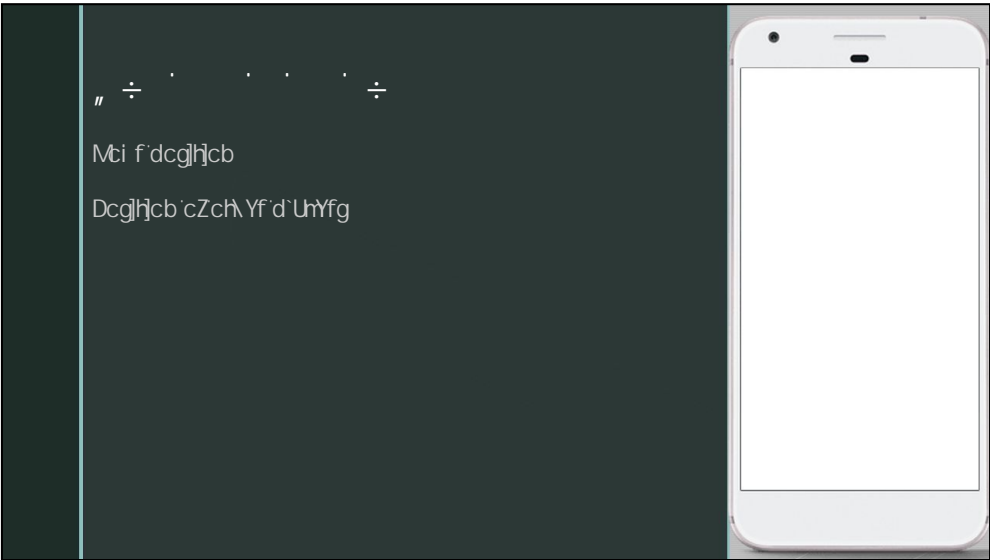 „ ÷ ˙ ˙ ˙ ˙ ÷
Mci f˙dcg]h]cb
Dcg]h]cb˙cZ˙ch\Yf˙d`UmYfg